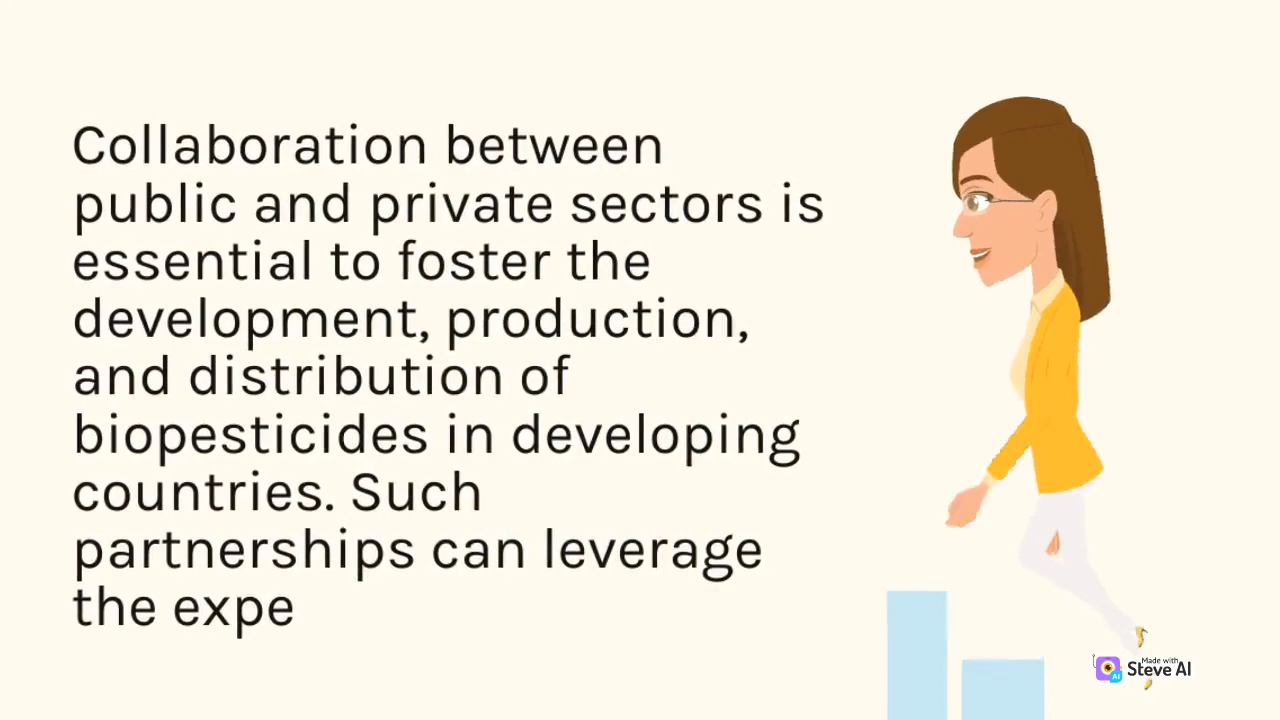 Collaboration between
public and private sectors is
essential to foster the
development, production,
and distribution of
biopesticides in developing
countries. Such
partnerships can leverage
the expe
Made with
Steve AI
AI